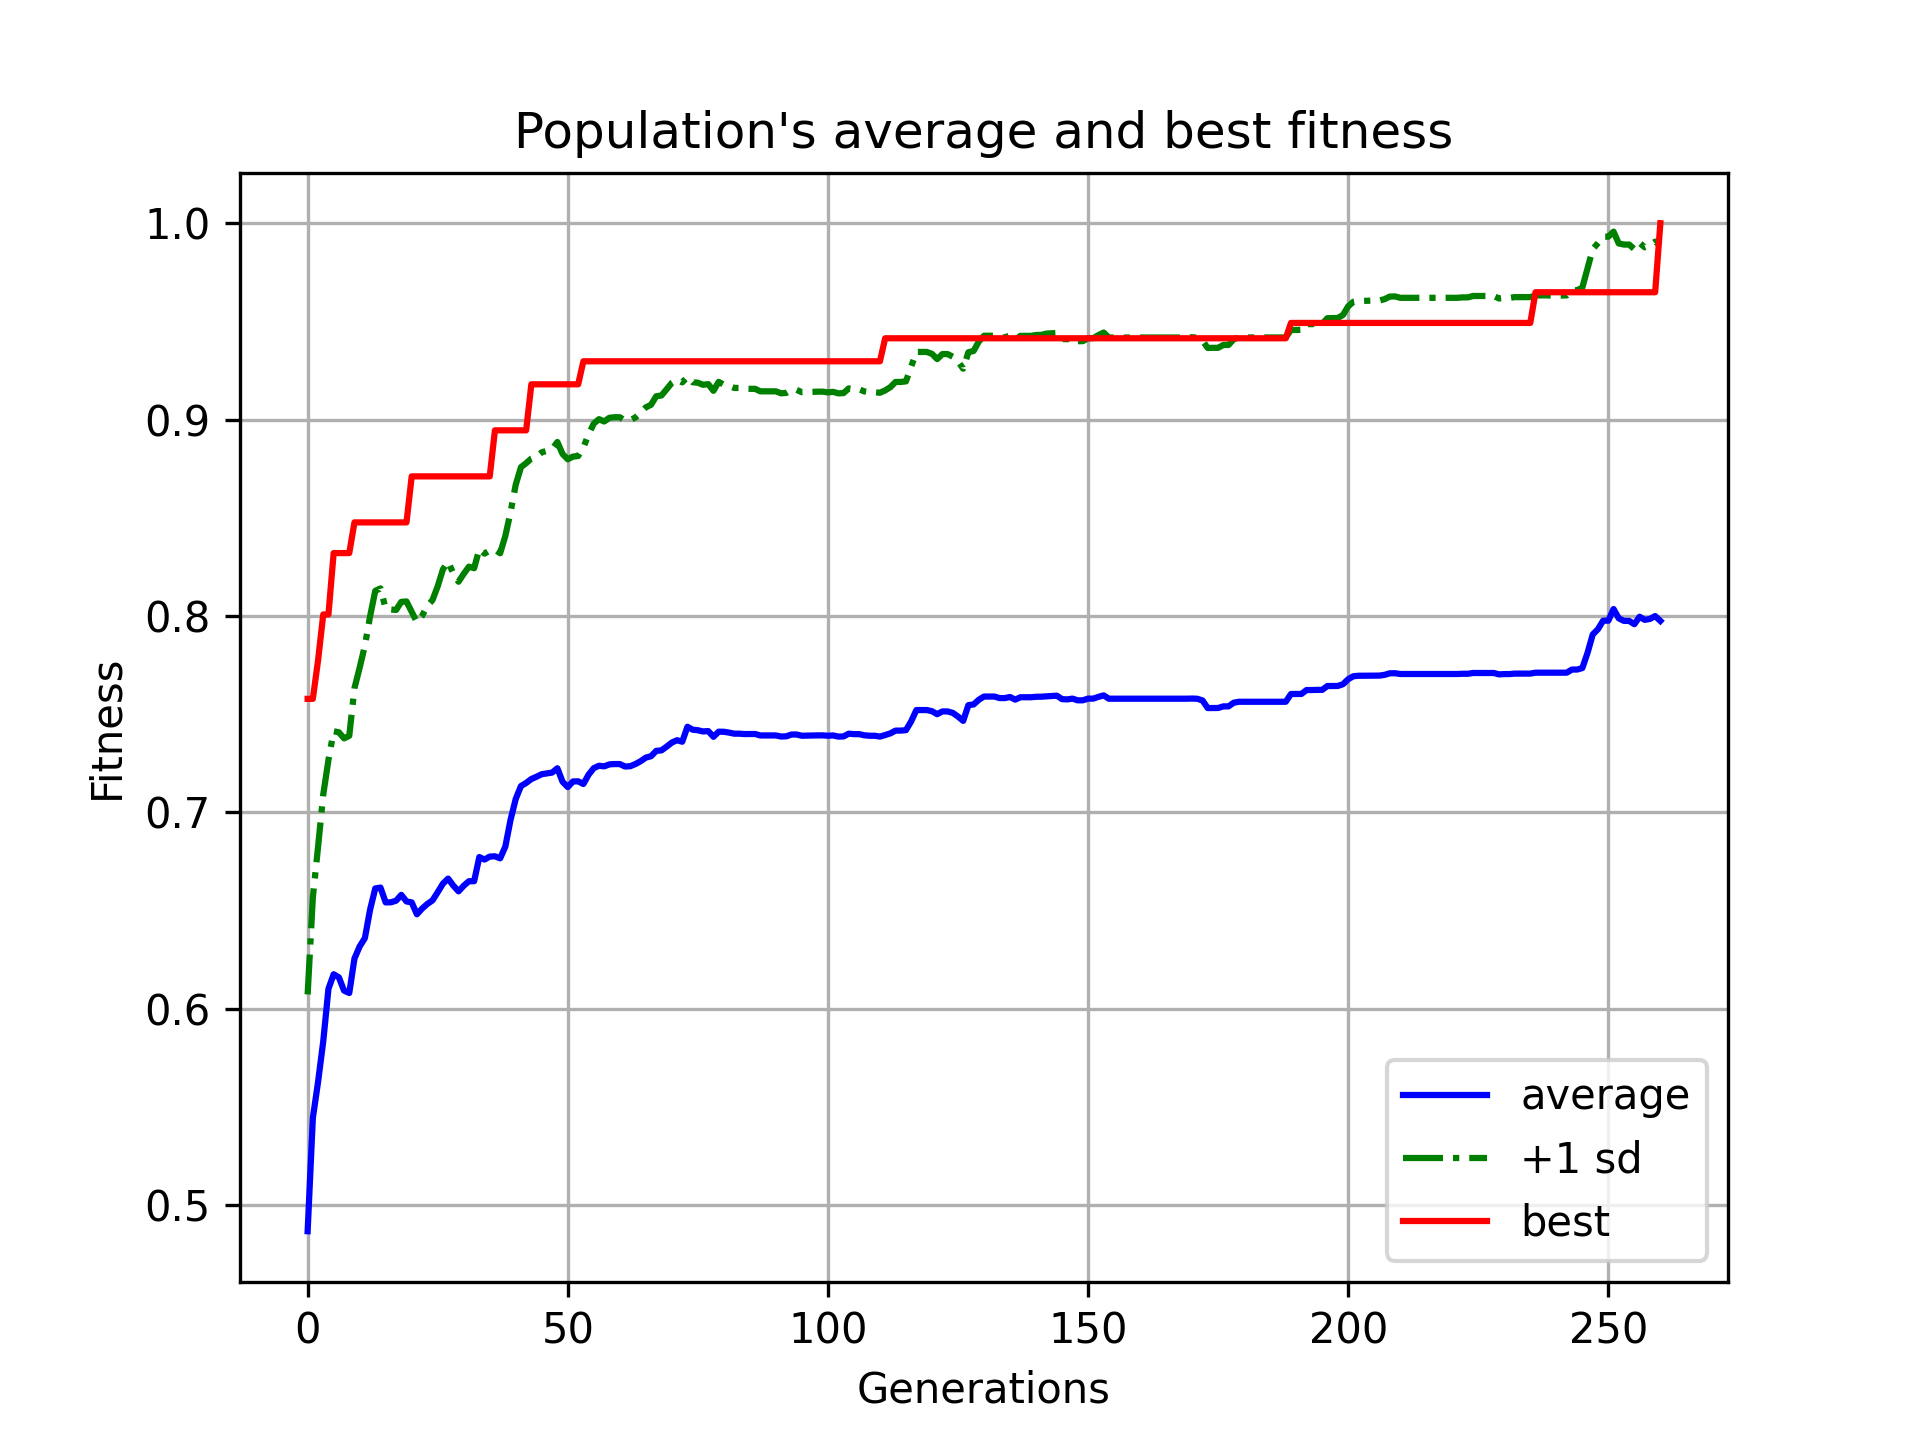 Population's average and best fitness
1.0
0.9
0.8
0.7
0.6
0.5
Fitness
0 50 100 150 200 250
Generations
average
+1 sd
best